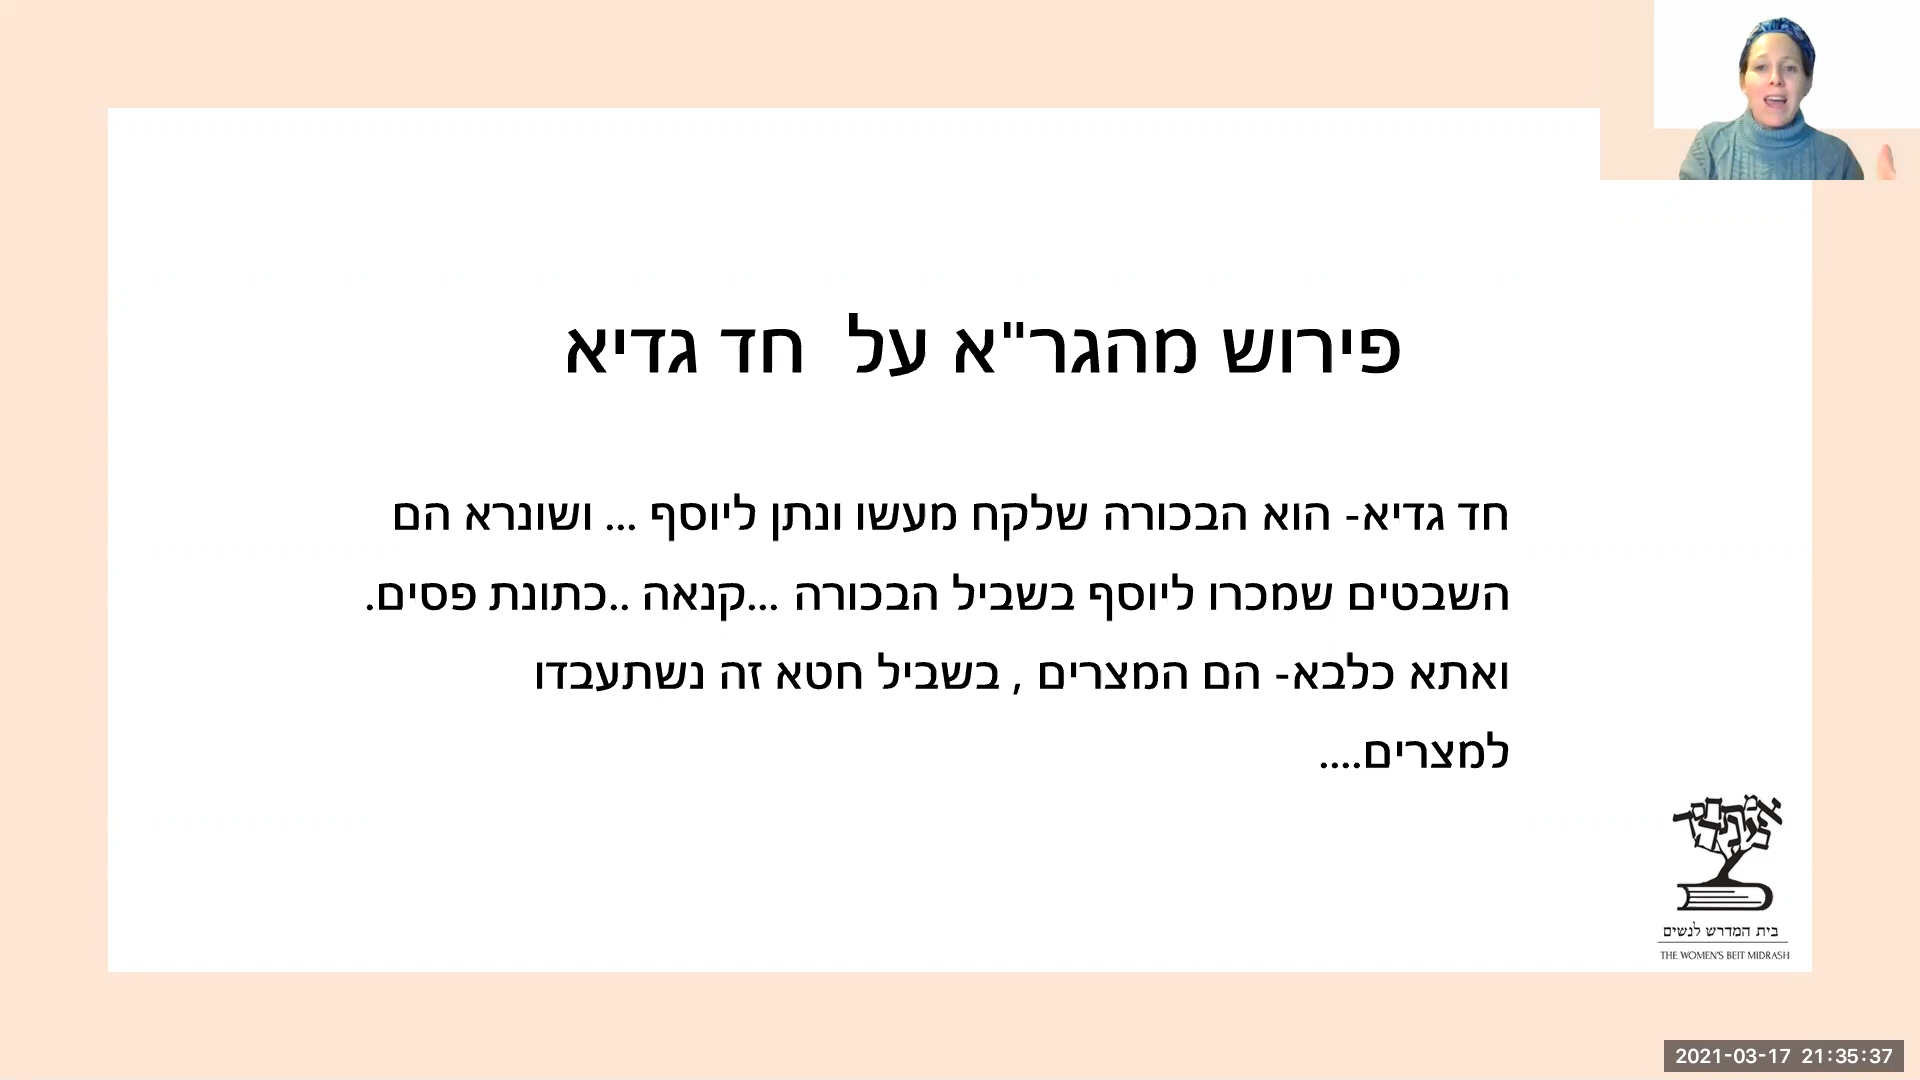 פירוש מהגר"א על  חד גדיא
חד גדיא- הוא הבכורה שלקח מעשו ונתן ליוסף ... ושונרא הם
השבטים שמכרו ליוסף בשביל הבכורה ...קנאה ..כתונת פסים.
ואתא כלבא- הם המצרים , בשביל חטא זה נשתעבדו
למצרים....
בית המדרש לנשים
THE WOMEN'S BEIT MIDRASH
2021-03-17 21:35:37